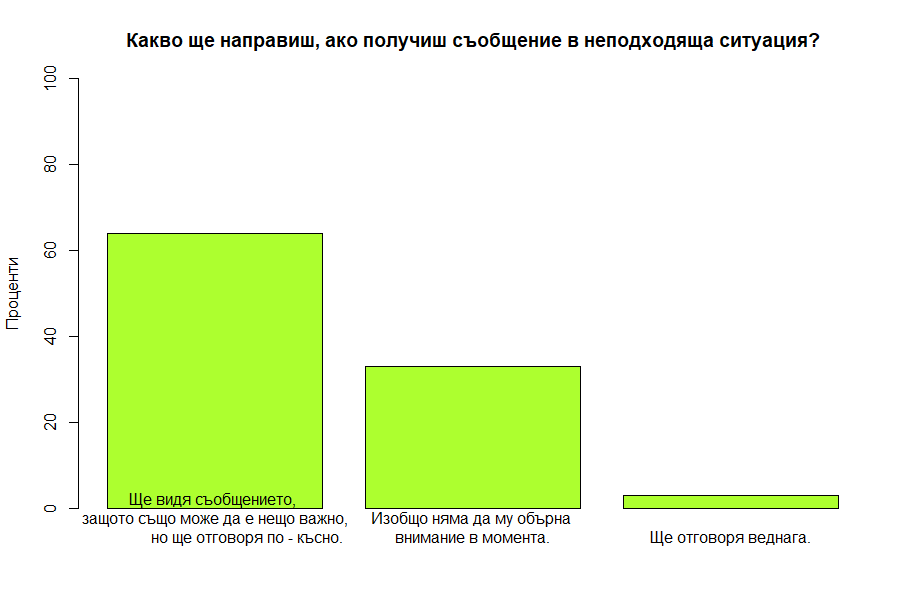 Какво ще направиш, ако получиш съобщение в неподходяща ситуация?
Проценти
100
80
60
40
20
0
Ще видя съобщението,
защото също може да е нещо важно,
но ще отговоря по - късно.
Изобщо няма да му обърна
внимание в момента.
Ще отговоря веднага.